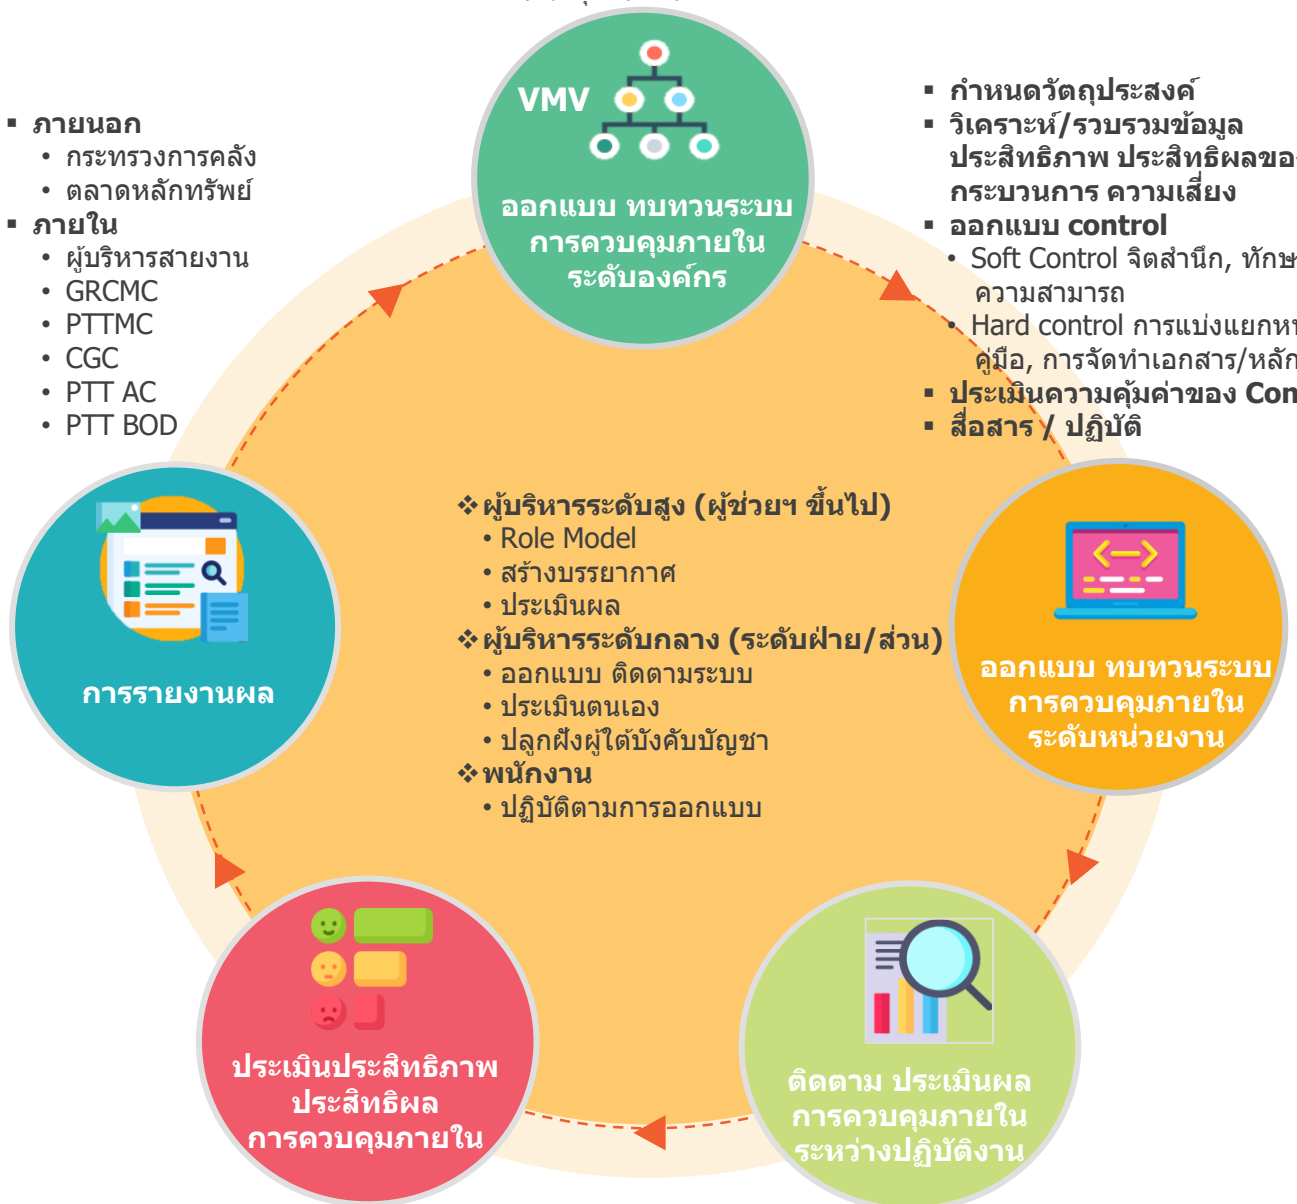 VMV
ออกแบบ ทบทวนระบบ
การควบคุมภายใน
ระดับองค์กร
▪ ภายนอก
• กระทรวงการคลัง
• ตลาดหลักทรัพย์
▪ ภายใน
• ผู้บริหารสายงาน
• GRCMC
• PTTMC
• CGC
• PTT AC
• PTT BOD
▪ กำหนดวัตถุประสงค์
▪ วิเคราะห์/รวบรวมข้อมูล
ประสิทธิภาพ ประสิทธิผลขอ
กระบวนการ ความเสี่ยง
▪ ออกแบบ control
• Soft Control จิตสำนึก, ทักษ
ความสามารถ
• Hard control การแบ่งแยกห
คู่มือ, การจัดทำเอกสาร/หลัก
▪ ประเมินความคุ้มค่าของ Con
▪ สื่อสาร / ปฏิบัติ
❖ ผู้บริหารระดับสูง (ผู้ช่วยฯ ขึ้นไป)
• Role Model
• สร้างบรรยากาศ
• ประเมินผล
❖ ผู้บริหารระดับกลาง (ระดับฝ่าย/ส่วน)
• ออกแบบ ติดตามระบบ
• ประเมินตนเอง
• ปลูกฝังผู้ใต้บังคับบัญชา
❖ พนักงาน
• ปฏิบัติตามการออกแบบ
การรายงานผล
ออกแบบ ทบทวนระบบ
การควบคุมภายใน
ระดับหน่วยงาน
ประเมินประสิทธิภาพ
ประสิทธิผล
การควบคุมภายใน
ติดตาม ประเมินผล
การควบคุมภายใน
ระหว่างปฏิบัติงาน